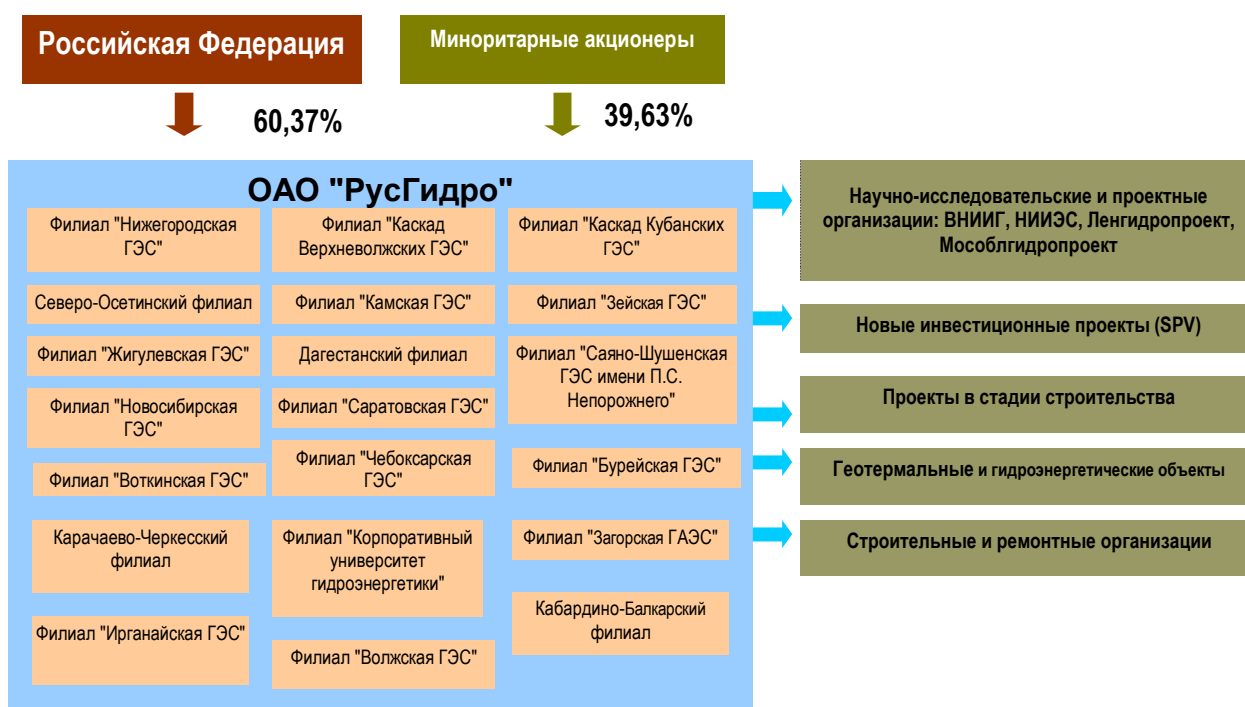 Российская Федерация
Миноритарные акционеры
60,37%
39,63%
ОАО "РусГидро"
Филиал "Нижегородская
ГЭС"
Филиал "Каскад
Верхневолжских ГЭС"
Филиал "Каскад Кубанских
ГЭС"
Северо-Осетинский филиал
Филиал "Камская ГЭС"
Филиал "Зейская ГЭС"
Филиал "Жигулевская ГЭС"
Дагестанский филиал
Филиал "Саяно-Шушенская
ГЭС имени П.С.
Непорожнего"
Филиал "Новосибирская
ГЭС"
Филиал "Саратовская ГЭС"
Филиал "Воткинская ГЭС"
Филиал "Чебоксарская
ГЭС"
Филиал "Бурейская ГЭС"
Карачаево-Черкесский
филиал
Филиал "Корпоративный
университет
гидроэнергетики"
Филиал "Загорская ГАЭС"
Кабардино-Балкарский
филиал
Филиал "Ирганайская ГЭС"
Филиал "Волжская ГЭС"
Научно-исследовательские и проектные
организации: ВНИИГ, НИИЭС, Ленгидропроект,
Мособлгидропроект
Новые инвестиционные проекты (SPV)
Проекты в стадии строительства
Геотермальные и гидроэнергетические объекты
Строительные и ремонтные организации